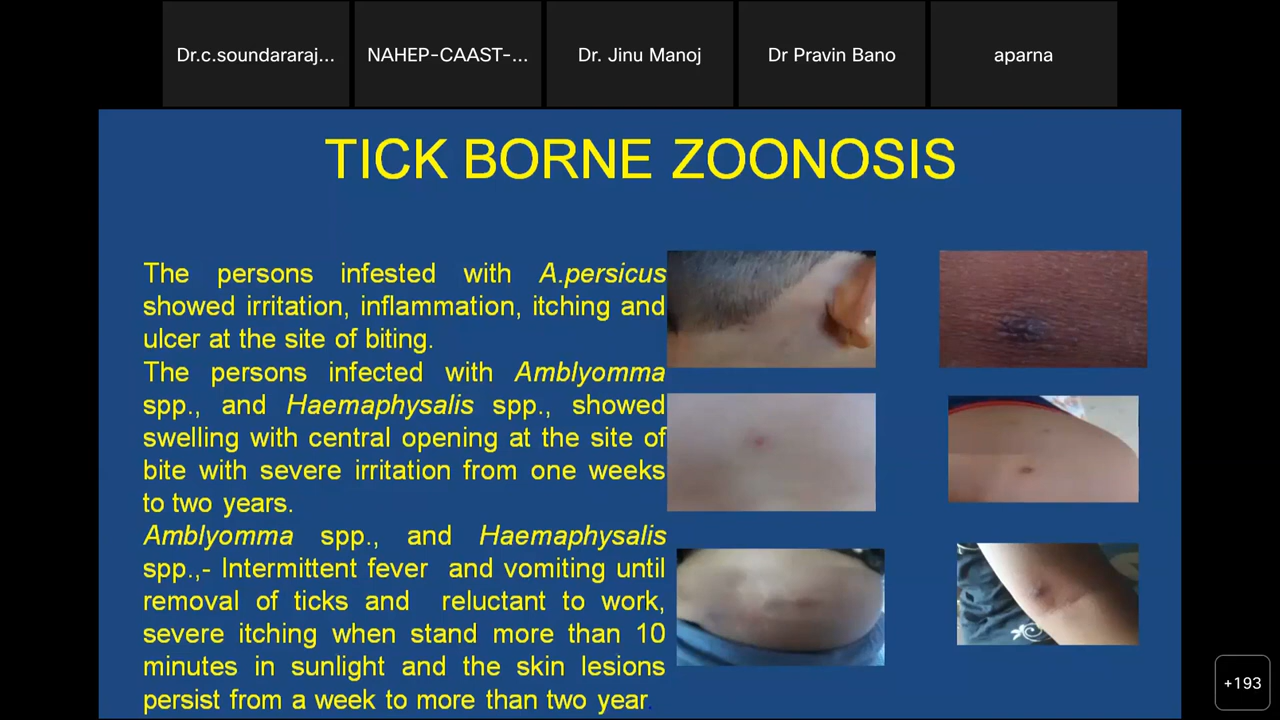 Dr.c.soundararaj...
NAHEP-CAAST-...
Dr. Jinu Manoj
Dr Pravin Bano
aparna
TICK BORNE ZOONOSIS
The persons infested with A.persicus
showed irritation, inflammation, itching and
ulcer at the site of biting.
The persons infected with Amblyomma
spp., and Haemaphysalis spp., showed
swelling with central opening at the site of
bite with severe irritation from one weeks
to two years.
Amblyomma spp., and Haemaphysalis
spp.,- Intermittent fever and vomiting until
removal of ticks and reluctant to work,
severe itching when stand more than 10
minutes in sunlight and the skin lesions
persist from a week to more than two year.
+193